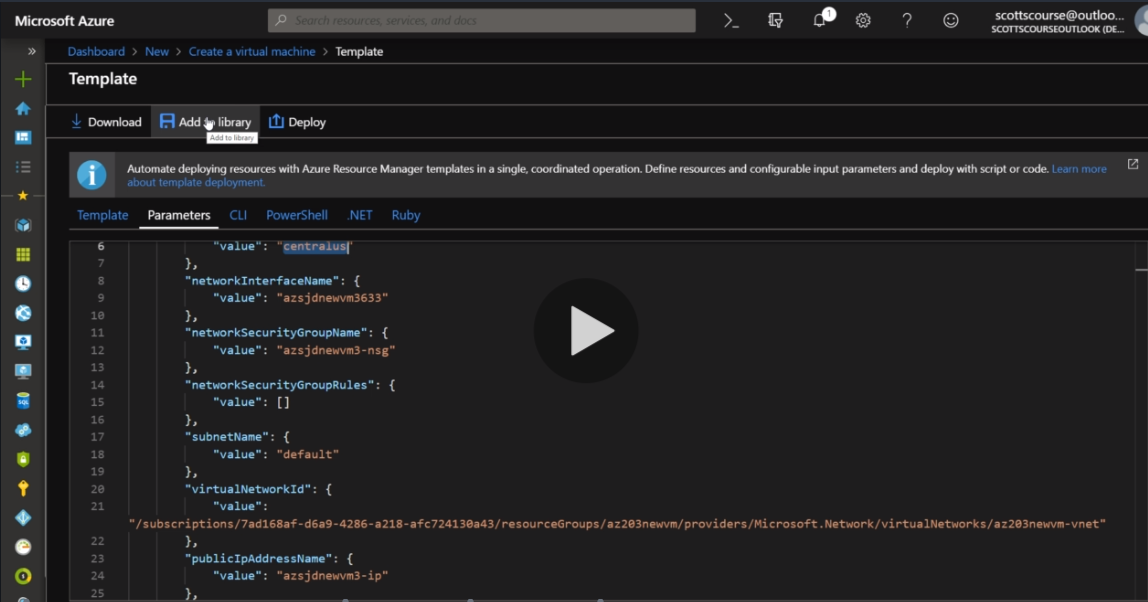 Microsoft Azure
Search resources, services, and docs
1
scottscourse@outloo...
SCOTTSCOURSEOUTLOOK (DE...
» Dashboard > New > Create a virtual machine > Template
Template
Download Add to library Deploy
Add to library
Automate deploying resources with Azure Resource Manager templates in a single, coordinated operation. Define resources and configurable input parameters and deploy with script or code. Learn more
about template deployment.
Template Parameters CLI PowerShell .NET Ruby
6 "value": "centralus"
7 },
8 "networkInterfaceName": {
9 "value": "azsjdnewvm3633"
10 },
11 "networkSecurityGroupName": {
12 "value": "azsjdnewvm3-nsg"
13 },
14 "networkSecurityGroupRules": {
15 "value": []
16 },
17 "subnetName": {
18 "value": "default"
19 },
20 "virtualNetworkId": {
21 "value":
"/subscriptions/7ad168af-d6a9-4286-a218-afc724130a43/resourceGroups/az203newvm/providers/Microsoft.Network/virtualNetworks/az203newvm-vnet"
22 },
23 "publicIpAddressName": {
24 "value": "azsjdnewvm3-ip"
25 },